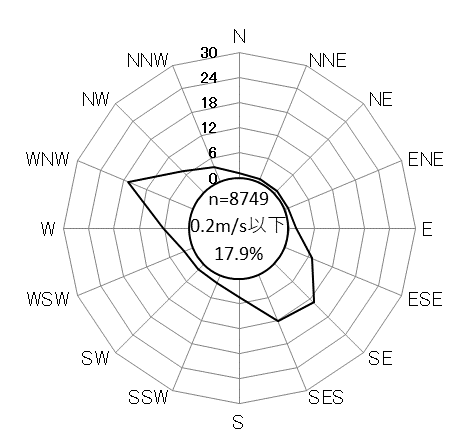 N
NNW
30
NNE
24
NW
NE
18
12
WNW
ENE
6
0
n=8749
W
0.2m/s以下
E
17.9%
WSW
ESE
SW
SE
SSW
SES
S